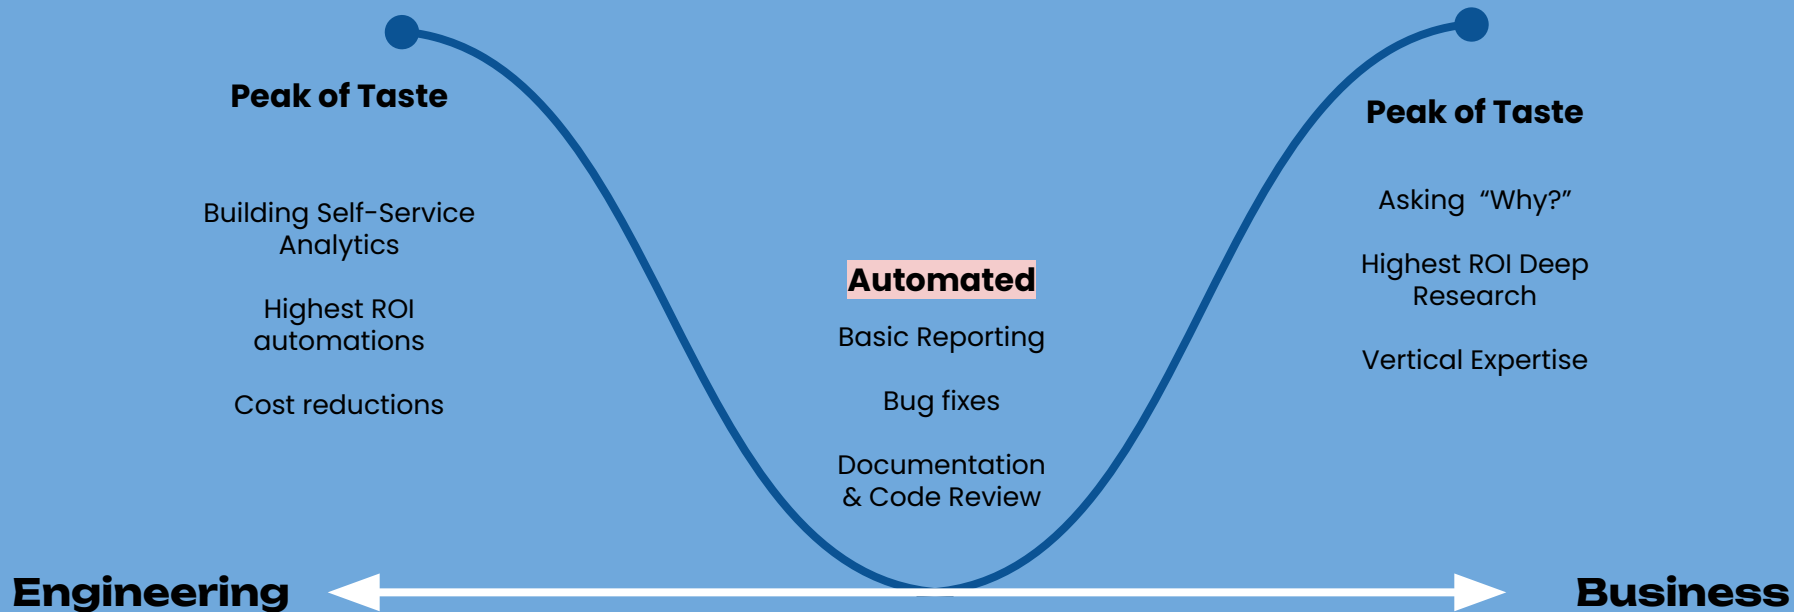 Peak of Taste
Building Self-Service
Analytics
Highest ROI
automations
Cost reductions
Automated
Basic Reporting
Bug fixes
Documentation
& Code Review
Peak of Taste
Asking “Why?”
Highest ROI Deep
Research
Vertical Expertise
Engineering
Business